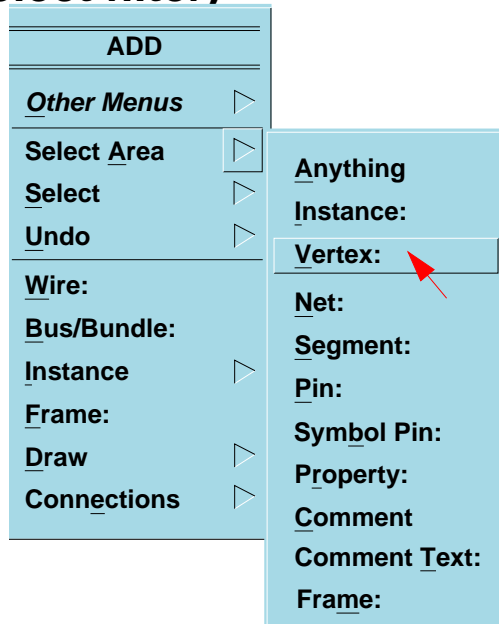 ADD
Other Menus
Select Area
Select
Undo
Wire:
Bus/Bundle:
Instance
Frame:
Draw
Connections
Anything
Instance:
Vertex:
Net:
Segment:
Pin:
Symbol Pin:
Property:
Comment
Comment Text:
Frame: